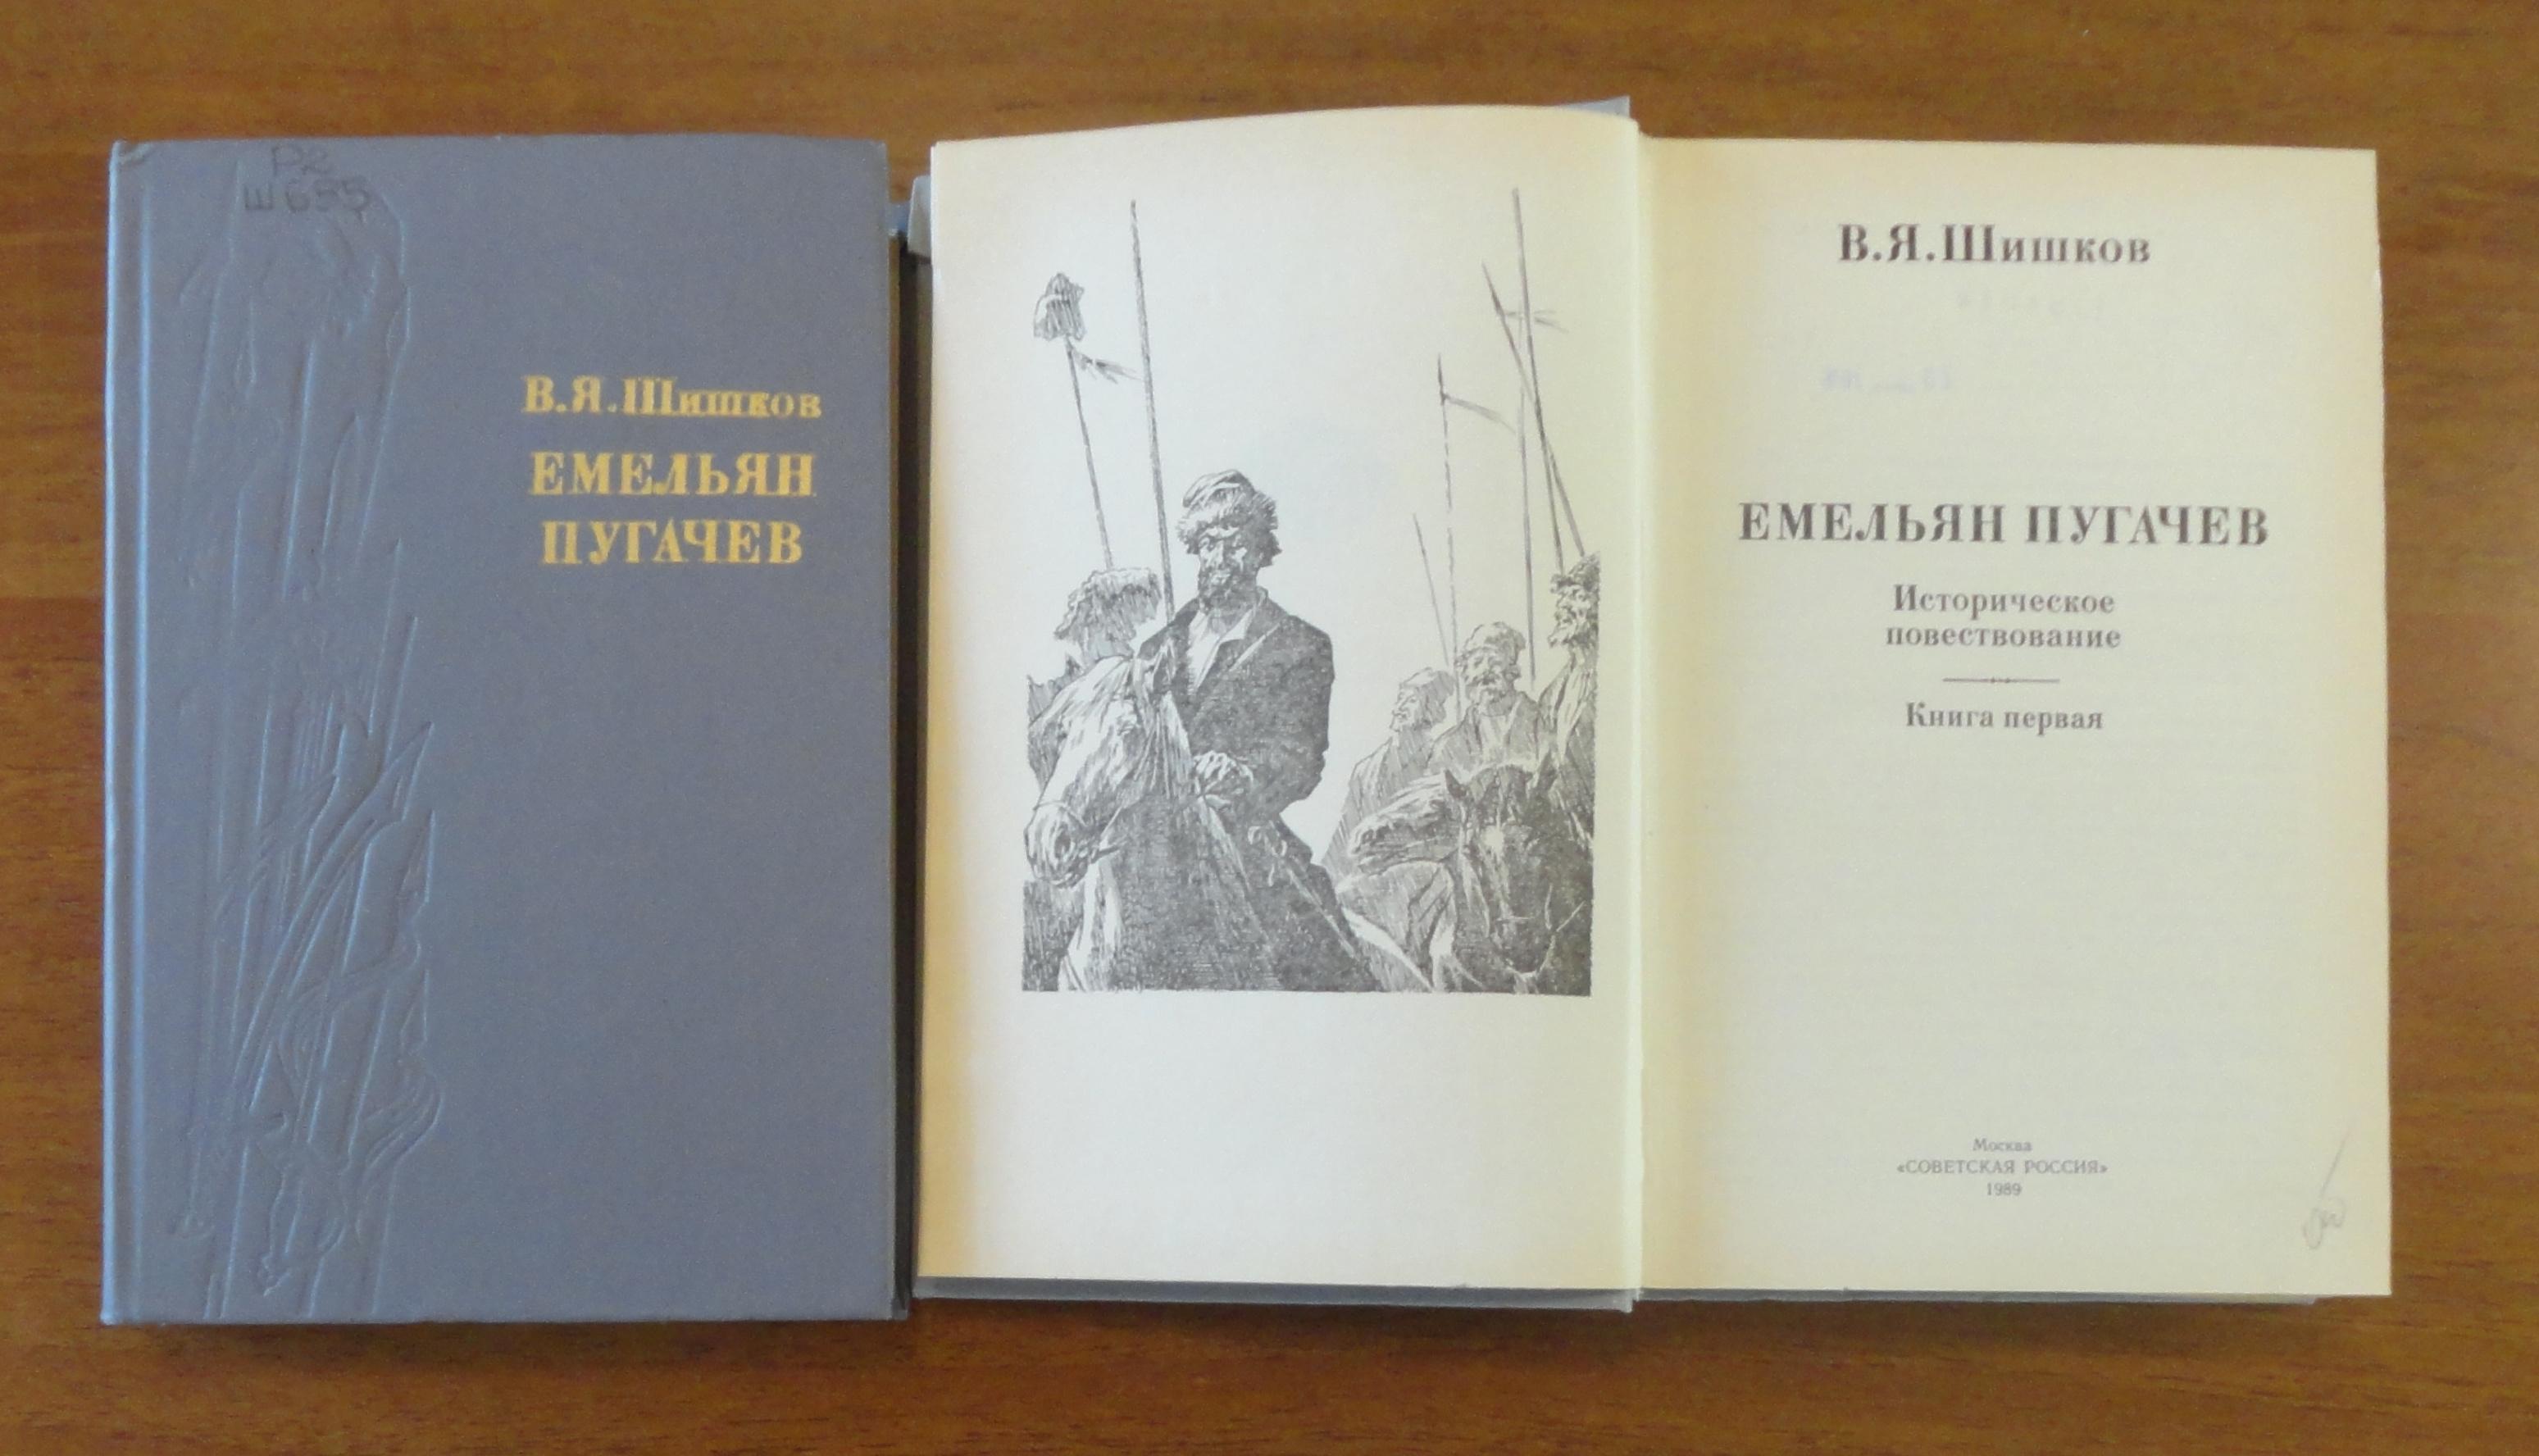 Р2
Ш655
В.Я.Шишков
ЕМЕЛЬЯН
ПУГАЧЕВ
В.Я.Шишков
ЕМЕЛЬЯН ПУГАЧЕВ
Историческое
повествование
Книга первая
Москва
«СОВЕТСКАЯ РОССИЯ»
1989